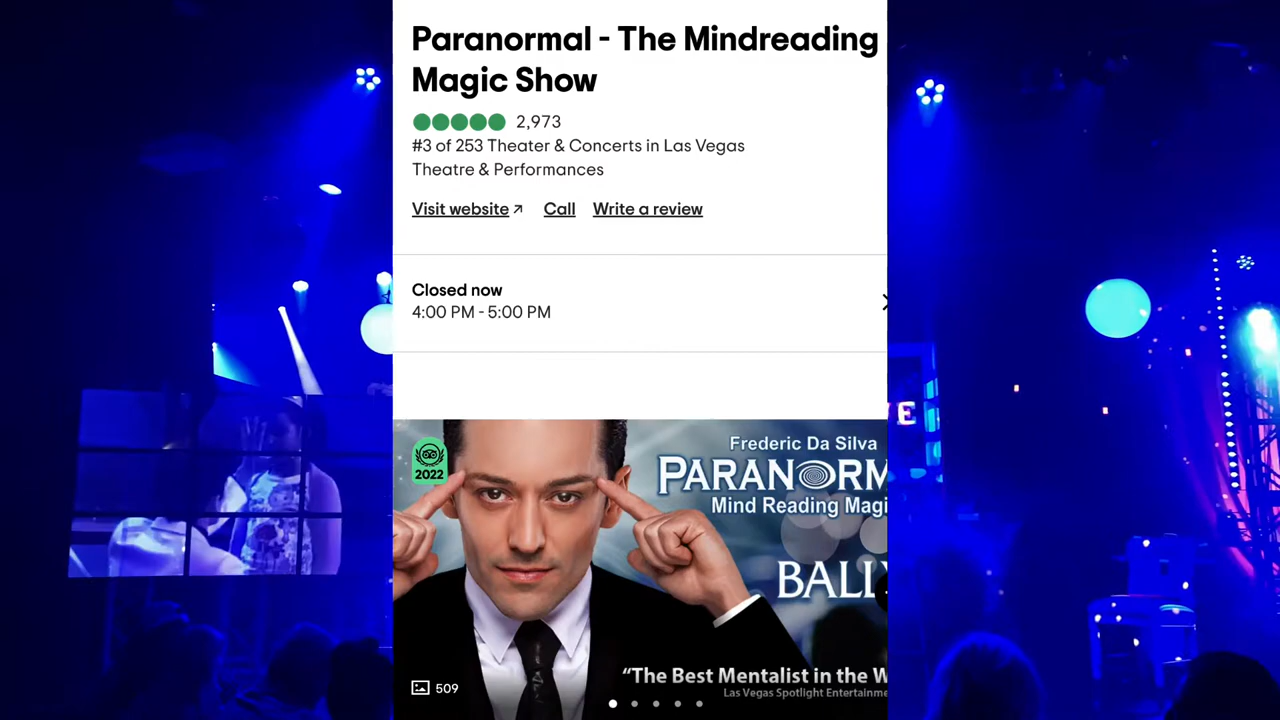 Paranormal - The Mindreading
Magic Show
2,973
#3 of 253 Theater & Concerts in Las Vegas
Theatre & Performances
Visit website Call Write a review
Closed now
4:00 PM - 5:00 PM
2022
Frederic Da Silva
PARANORM
Mind Reading Magi
BALLY
“The Best Mentalist in the W
Las Vegas Spotlight Entertainme
509
VE